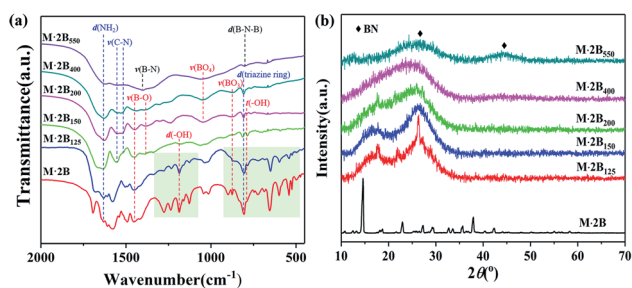 (a)
Transmittance(a.u.)
M·2B550
M·2B400
M·2B200
M·2B150
M·2B125
M·2B
d(NH2)
ν(C-N)
ν(B-N)
ν(B-O)
ν(BO4)
ν(BO3)
d(B-N-B)
d(triazine ring)
r(-OH)
d(-OH)
2000 1500 1000 500
Wavenumber(cm-1)
(b)
Intensity(a.u.)
♦ BN
M·2B550
M·2B400
M·2B200
M·2B150
M·2B125
M·2B
10 20 30 40 50 60 70
2θ(°)